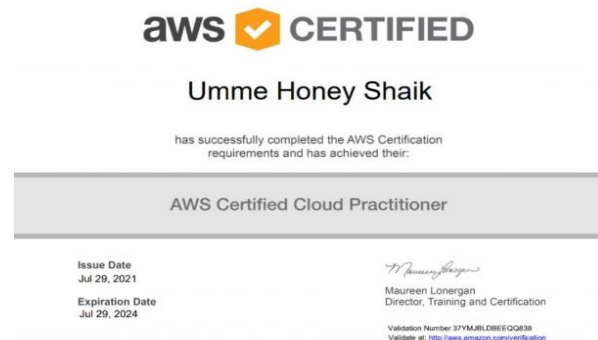 aws CERTIFIED
Umme Honey Shaik
has successfully completed the AWS Certification
requirements and has achieved their:
AWS Certified Cloud Practitioner
Issue Date
Jul 29, 2021
Expiration Date
Jul 29, 2024
Maureen Lonergan
Maureen Lonergan
Director, Training and Certification
Validation Number 37YMJBLDBEEQQ838
Validate at: http://aws.amazon.com/verification